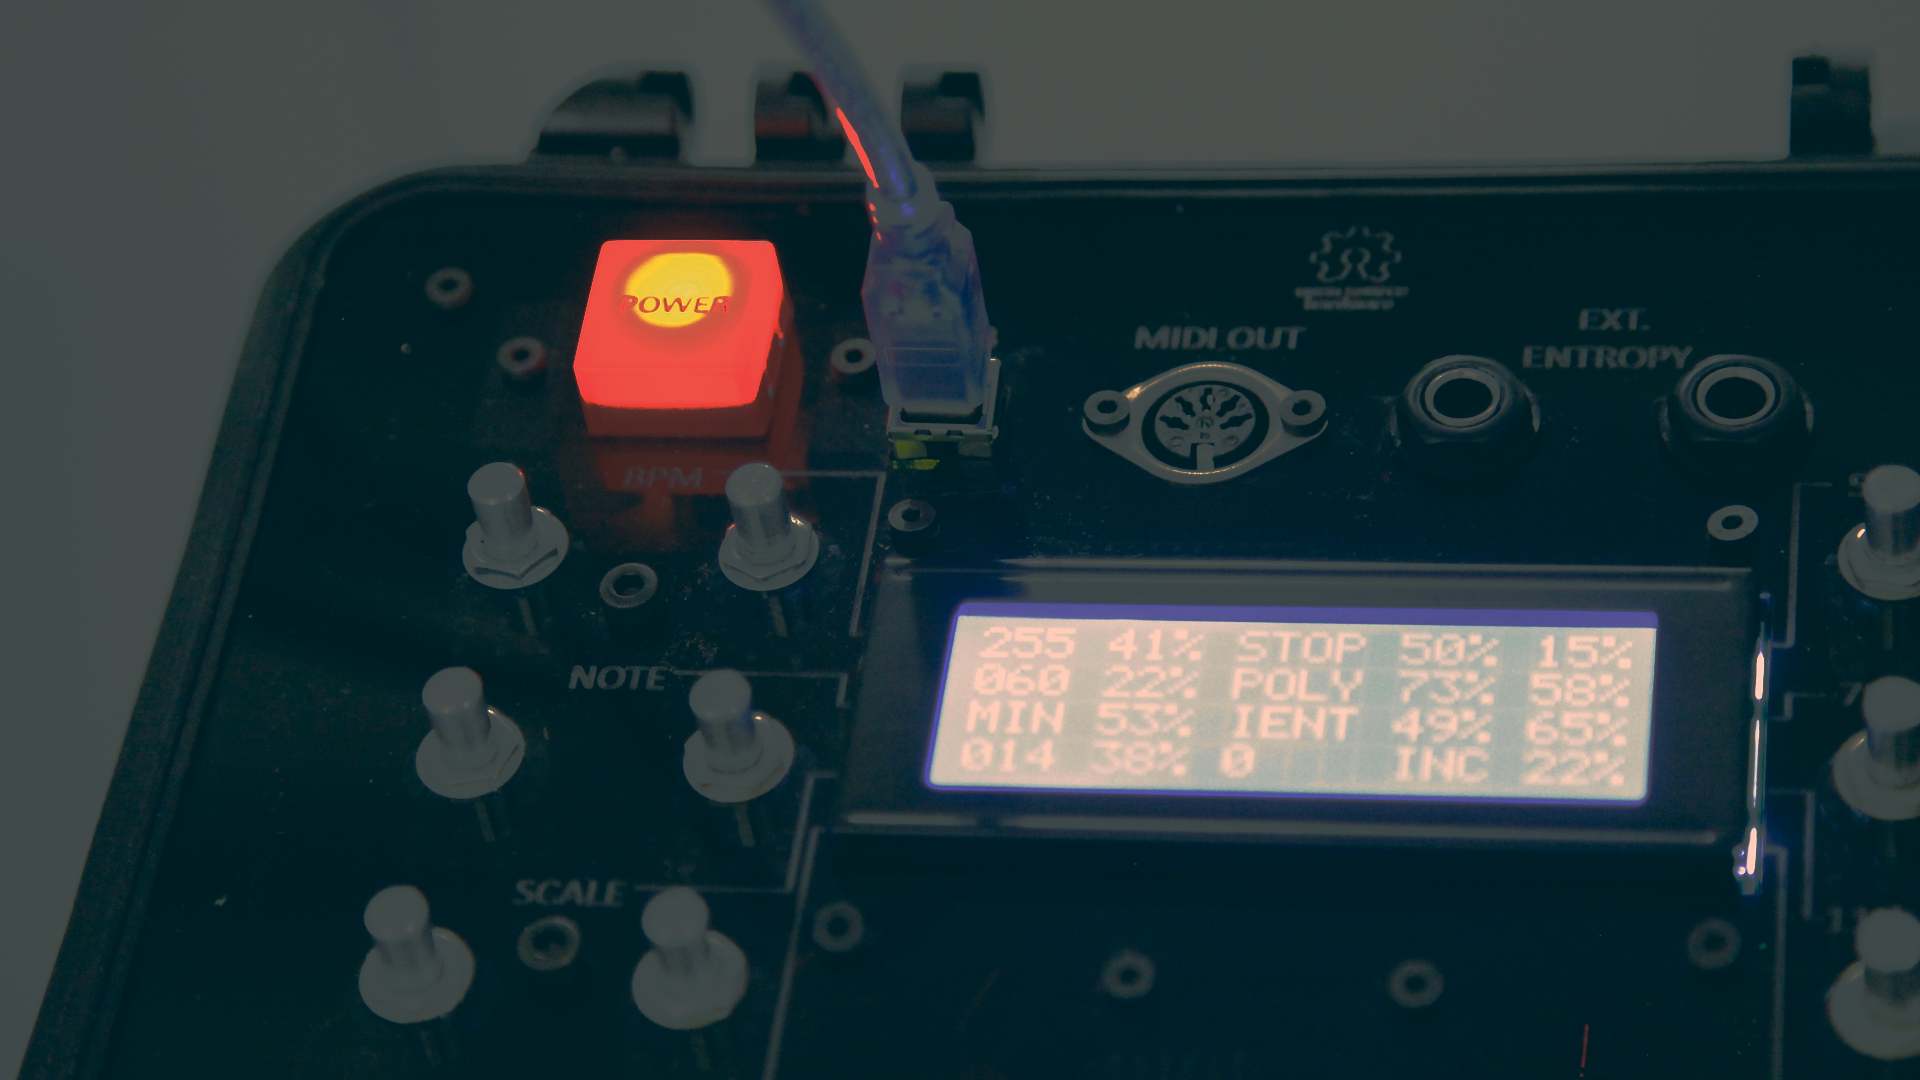 POWER
MIDI OUT
EXT.
ENTROPY
BPM
255 41% STOP 50% 15%
060 22% POLY 73% 58%
MIN 53% IENT 49% 65%
014 38% 0 INC 22%
NOTE
SCALE